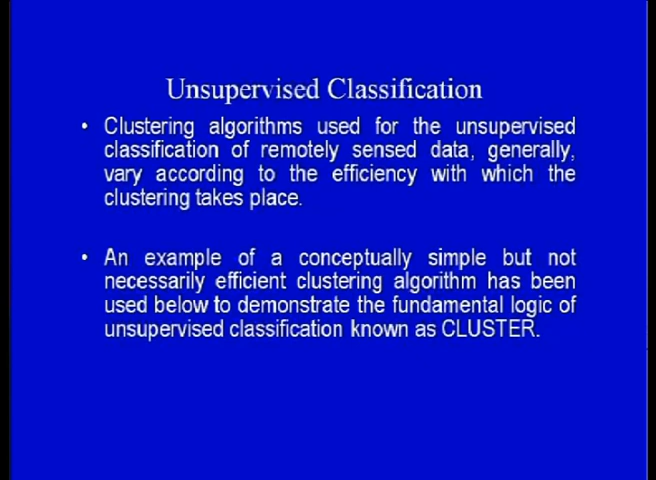 Unsupervised Classification
• Clustering algorithms used for the unsupervised
classification of remotely sensed data, generally,
vary according to the efficiency with which the
clustering takes place.
• An example of a conceptually simple but not
necessarily efficient clustering algorithm has been
used below to demonstrate the fundamental logic of
unsupervised classification known as CLUSTER.